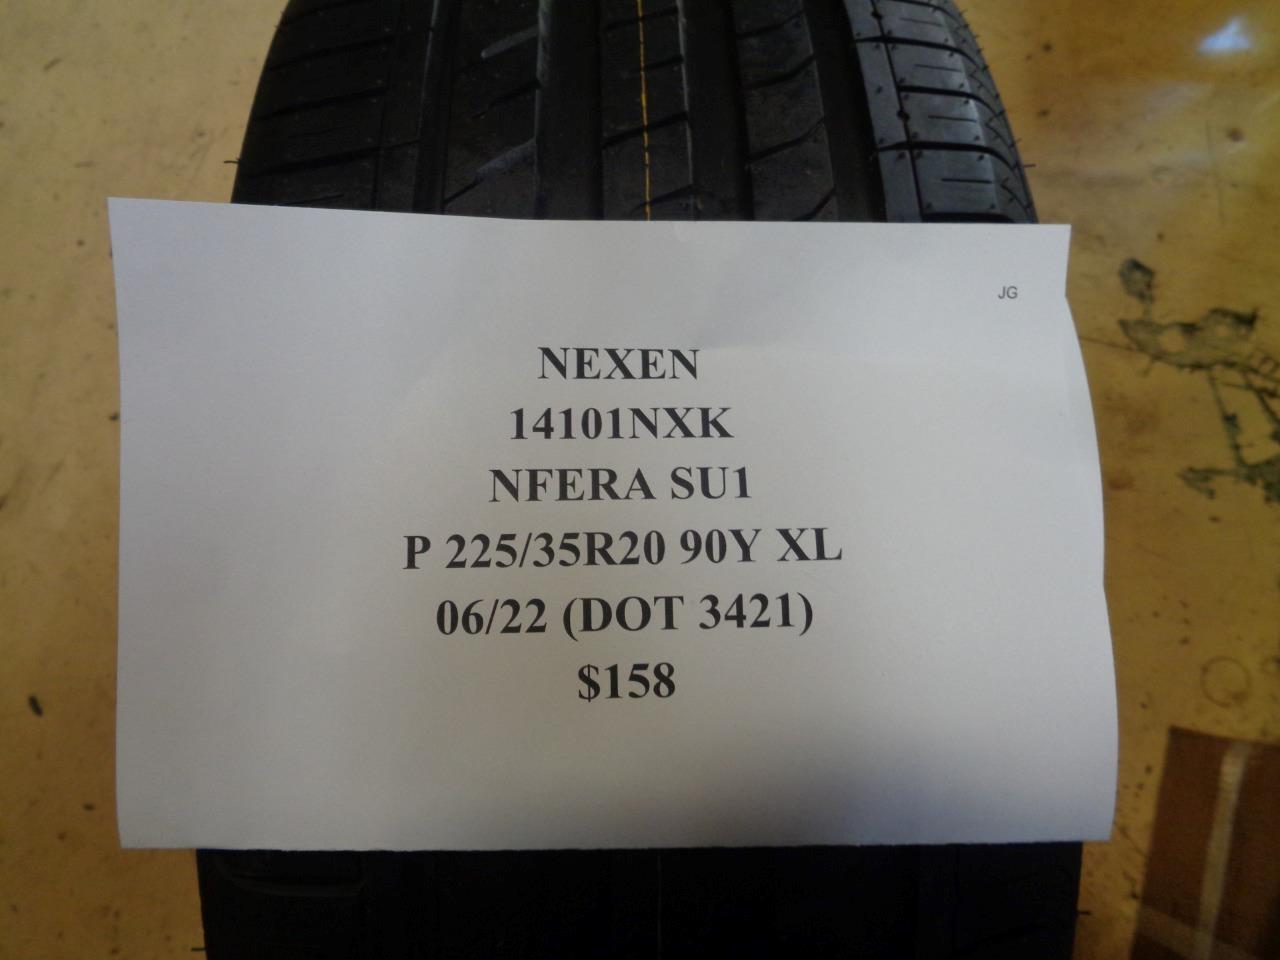 JG
NEXEN
14101NXK
NFERA SU1
P 225/35R20 90Y XL
06/22 (DOT 3421)
$158